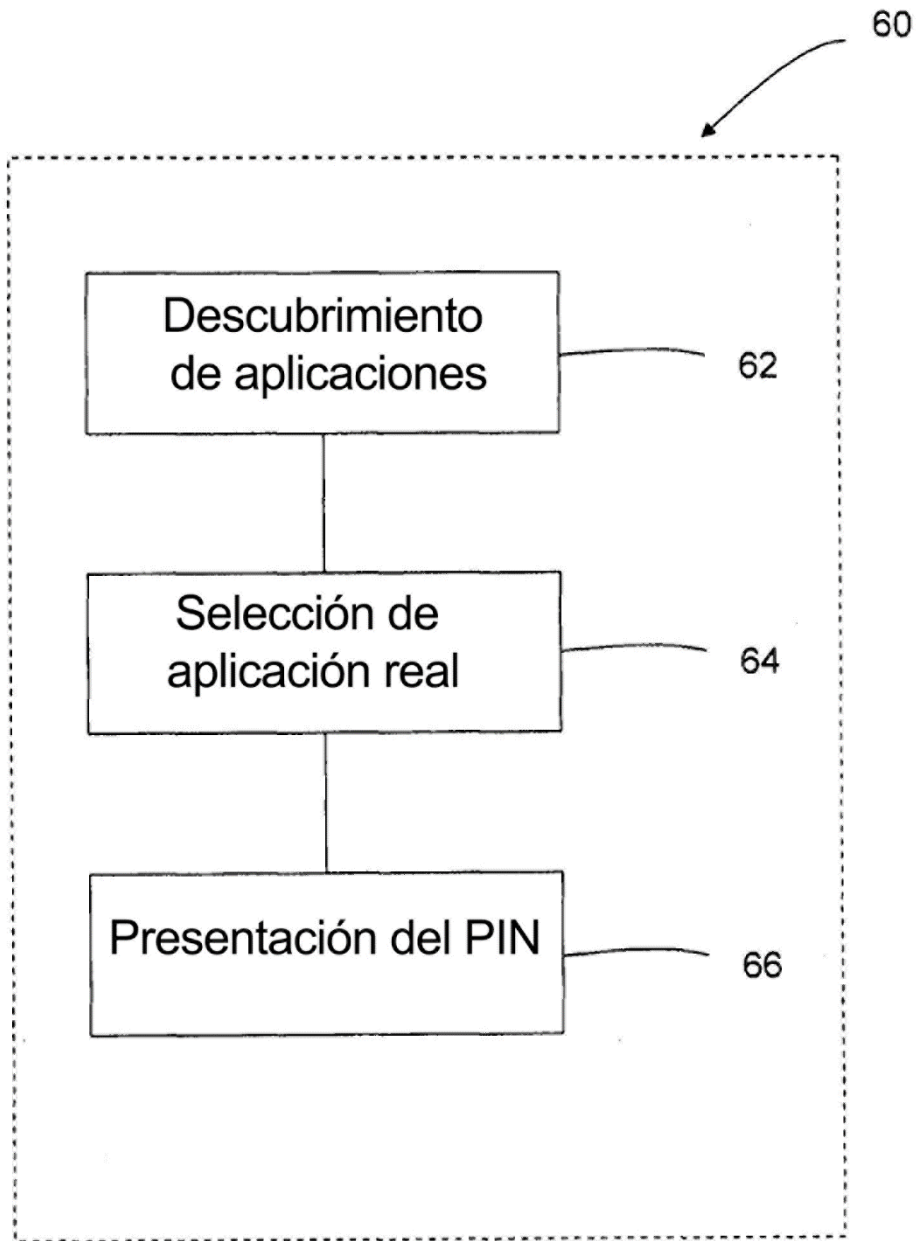 60
Descubrimiento
de aplicaciones
62
Selección de
aplicación real
64
Presentación del PIN
66